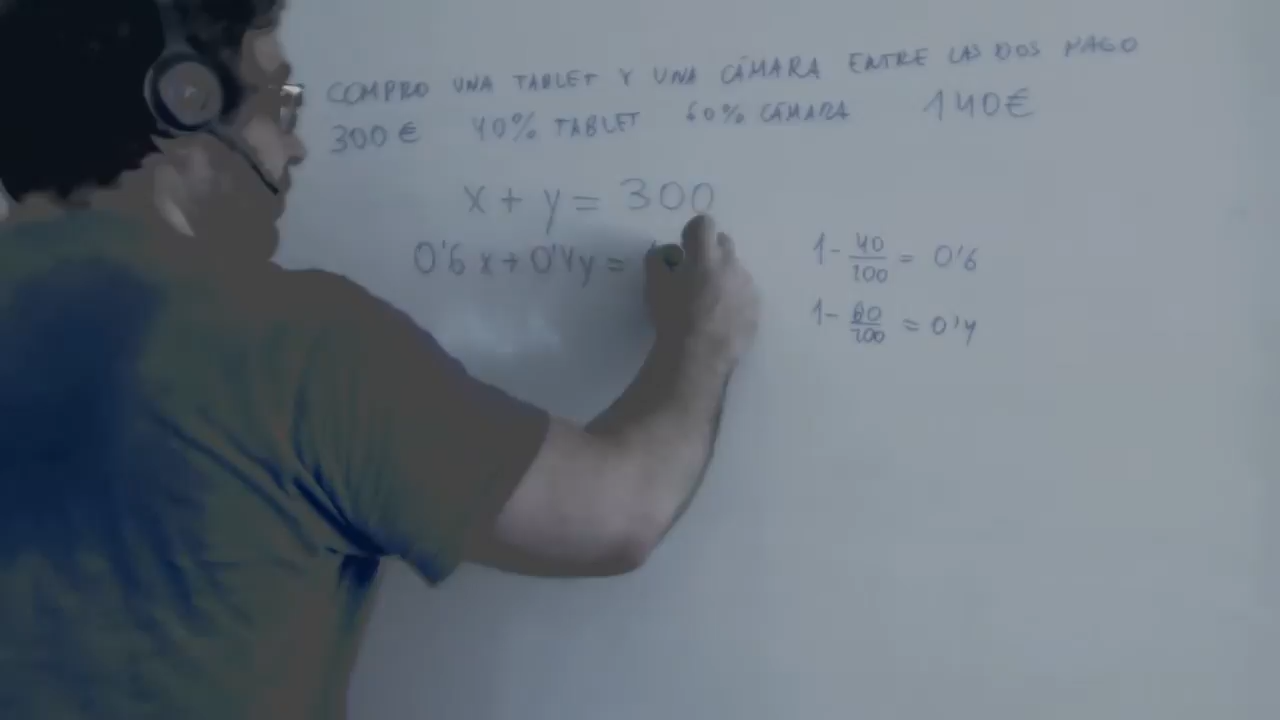 COMPRO UNA TABLET Y UNA CÁMARA ENTRE LAS DOS PAGO
300€ 40% TABLET 60% CÁMARA 140€
x + y = 300
0'6 x + 0'4y =
1 - 40/100 = 0'6
1 - 60/100 = 0'4